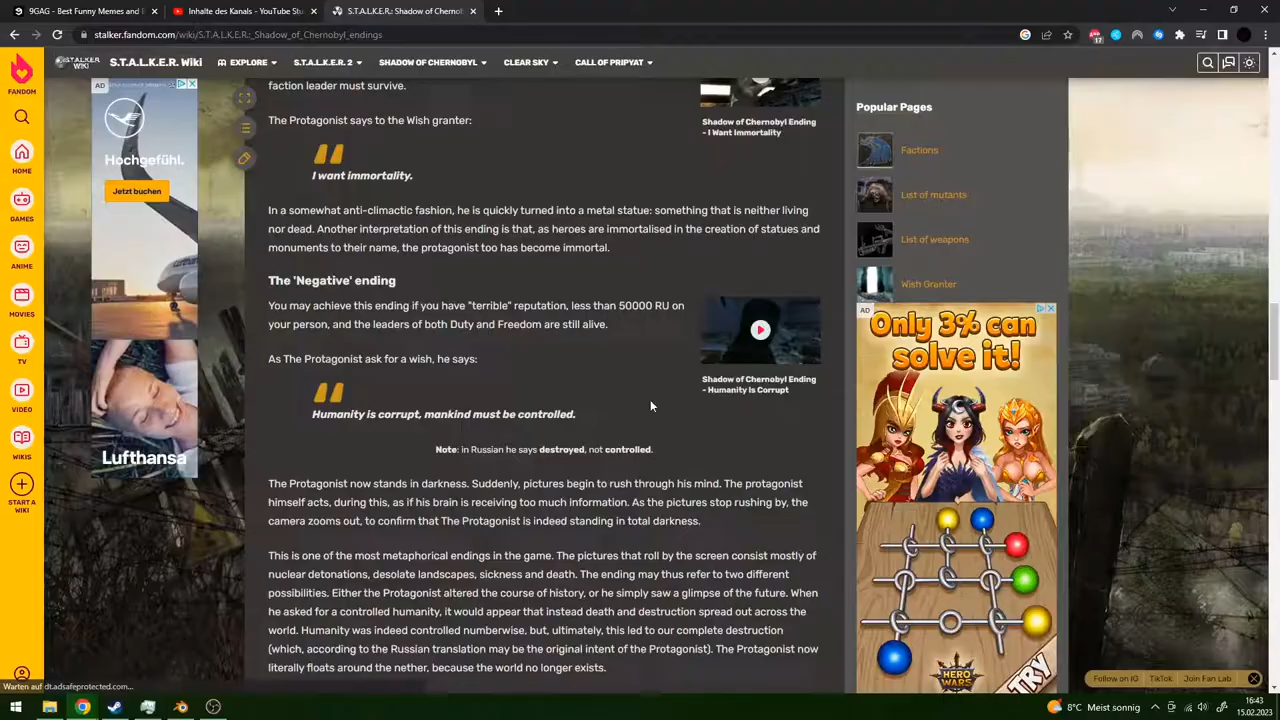 9GAG - Best Funny Memes and
Inhalte des Kanals - YouTube Stu
S.T.A.L.K.E.R.: Shadow of Chernob
stalker.fandom.com/wiki/S.T.A.L.K.E.R.:_Shadow_of_Chernobyl_endings
17
FANDOM
STALKER WIKI
S.T.A.L.K.E.R. Wiki
EXPLORE
S.T.A.L.K.E.R. 2
SHADOW OF CHERNOBYL
CLEAR SKY
CALL OF PRIPYAT
HOME
GAMES
ANIME
MOVIES
TV
VIDEO
WIKIS
START A
WIKI
AD
Hochgefühl.
Jetzt buchen
Lufthansa
faction leader must survive.
The Protagonist says to the Wish granter:
I want immortality.
Shadow of Chernobyl Ending
- I Want Immortality
In a somewhat anti-climactic fashion, he is quickly turned into a metal statue: something that is neither living
nor dead. Another interpretation of this ending is that, as heroes are immortalised in the creation of statues and
monuments to their name, the protagonist too has become immortal.
The 'Negative' ending
You may achieve this ending if you have "terrible" reputation, less than 50000 RU on
your person, and the leaders of both Duty and Freedom are still alive.
As The Protagonist ask for a wish, he says:
Humanity is corrupt, mankind must be controlled.
Shadow of Chernobyl Ending
- Humanity Is Corrupt
Note: in Russian he says destroyed, not controlled.
The Protagonist now stands in darkness. Suddenly, pictures begin to rush through his mind. The protagonist
himself acts, during this, as if his brain is receiving too much information. As the pictures stop rushing by, the
camera zooms out, to confirm that The Protagonist is indeed standing in total darkness.
This is one of the most metaphorical endings in the game. The pictures that roll by the screen consist mostly of
nuclear detonations, desolate landscapes, sickness and death. The ending may thus refer to two different
possibilities. Either the Protagonist altered the course of history, or he simply saw a glimpse of the future. When
he asked for a controlled humanity, it would appear that instead death and destruction spread out across the
world. Humanity was indeed controlled numberwise, but, ultimately, this led to our complete destruction
(which, according to the Russian translation may be the original intent of the Protagonist). The Protagonist now
literally floats around the nether, because the world no longer exists.
Popular Pages
Factions
List of mutants
List of weapons
Wish Granter
AD
Only 3% can
solve it!
HERO
WARS
TRY
Follow on IG
TikTok
Join Fan Lab
Warten auf dt.adsafeprotected.com...
8°C Meist sonnig
16:43
15.02.2023